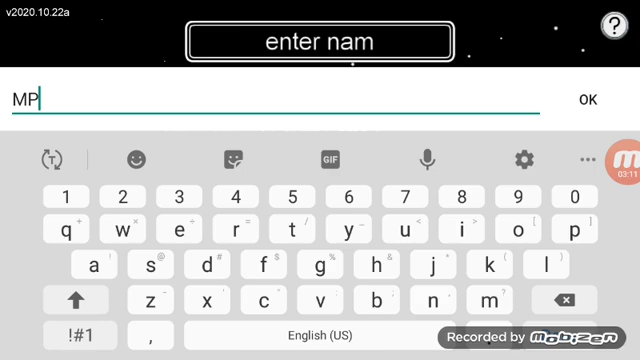 v2020.10.22a
enter nam
?
MP
OK
T
GIF
03:11
1 2 3 4 5 6 7 8 9 0
q + w × e ÷ r = t / y _ u < i > o [ p ]
a ! s @ d # f $ g % h & j * k ( l )
z - x ' c " v : b ; n , m ?
!#1 , English (US) .
Recorded by mobizen